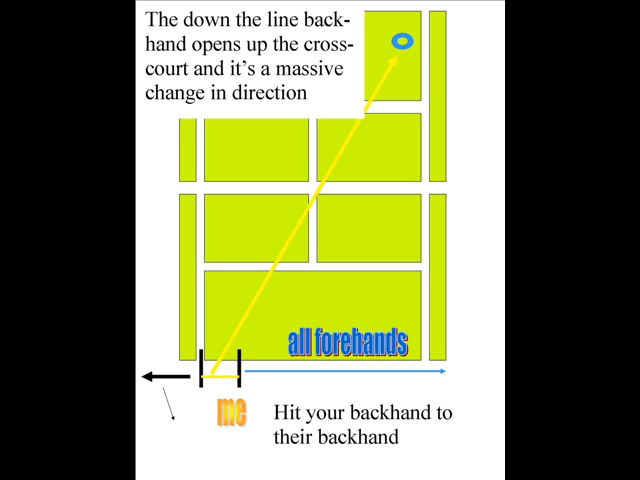 The down the line back-
hand opens up the cross-
court and it's a massive
change in direction
all forehands
me
Hit your backhand to
their backhand